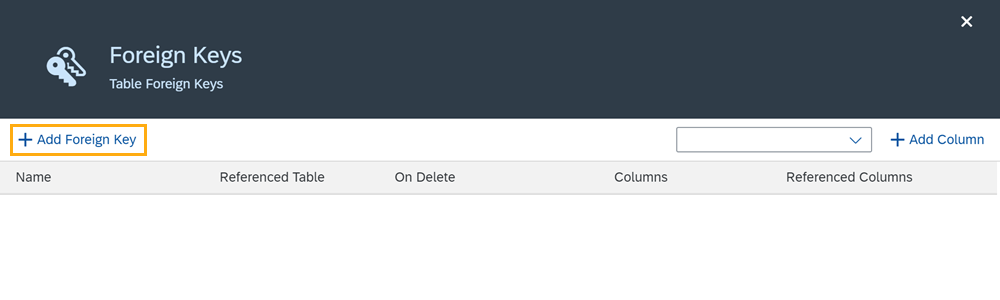 Foreign Keys
Table Foreign Keys
Add Foreign Key
Add Column
Name
Referenced Table
On Delete
Columns
Referenced Columns